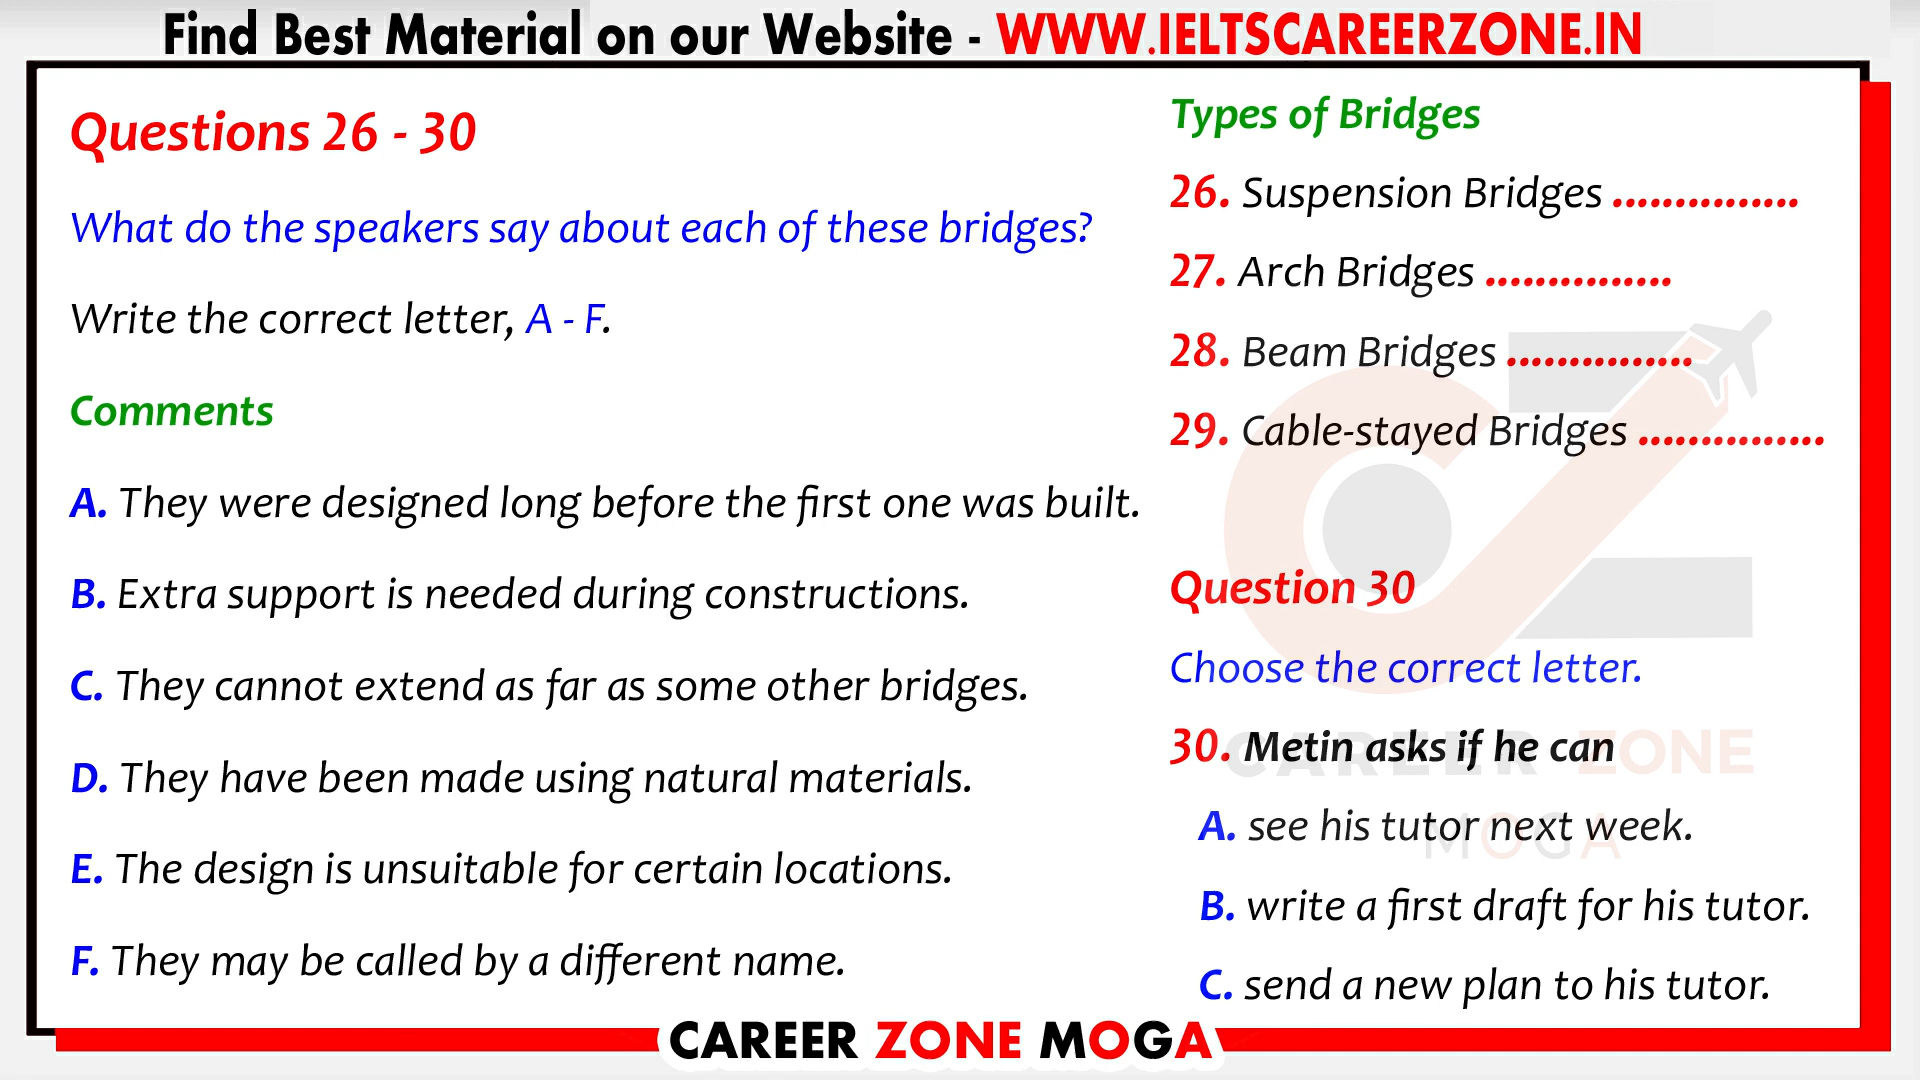 Find Best Material on our Website - WWW.IELTSCAREERZONE.IN
Questions 26 - 30
What do the speakers say about each of these bridges?
Write the correct letter, A - F.
Comments
A. They were designed long before the first one was built.
B. Extra support is needed during constructions.
C. They cannot extend as far as some other bridges.
D. They have been made using natural materials.
E. The design is unsuitable for certain locations.
F. They may be called by a different name.
Types of Bridges
26. Suspension Bridges ...............
27. Arch Bridges ...............
28. Beam Bridges ...............
29. Cable-stayed Bridges ...............
Question 30
Choose the correct letter.
30. Metin asks if he can
A. see his tutor next week.
B. write a first draft for his tutor.
C. send a new plan to his tutor.
CAREER ZONE
MOGA
CAREER ZONE MOGA